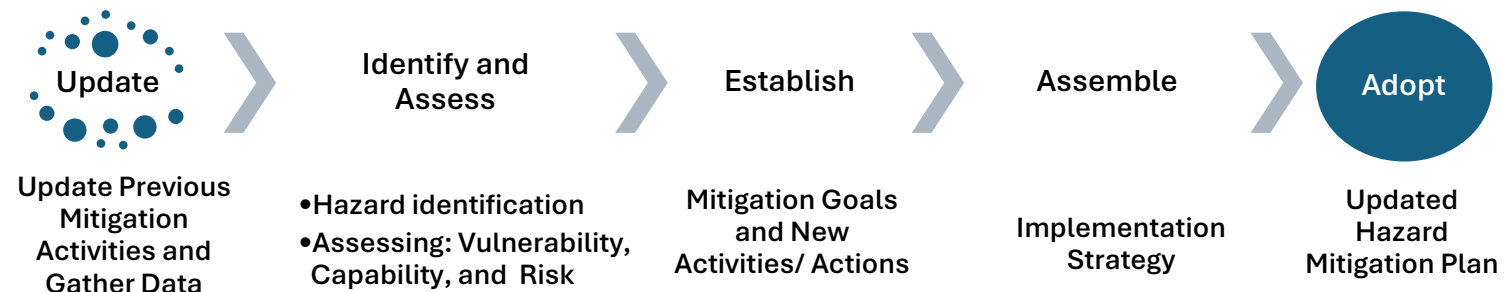 Update
Identify and
Assess
Establish
Assemble
Adopt
Update Previous
Mitigation
Activities and
Gather Data
•Hazard identification
•Assessing: Vulnerability,
Capability, and Risk
Mitigation Goals
and New
Activities/ Actions
Implementation
Strategy
Updated
Hazard
Mitigation Plan